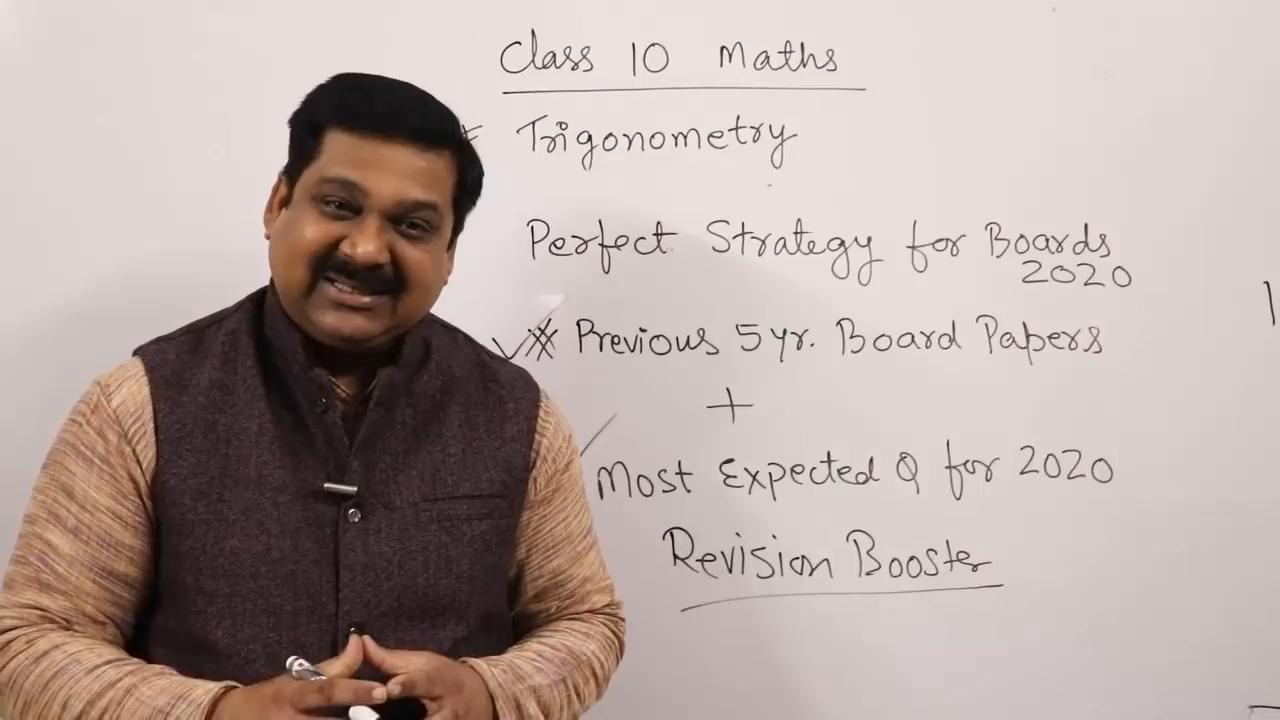 Class 10 Maths
Trigonometry
Perfect Strategy for Boards
2020
Previous 5 yr. Board Papers
+
Most Expected Q for 2020
Revision Booster